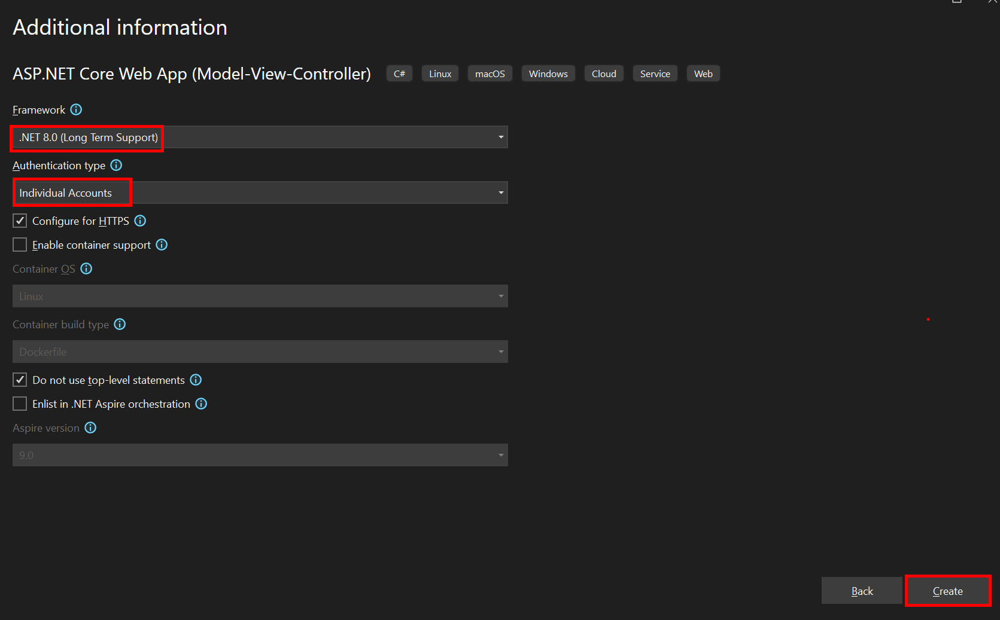 Additional information
ASP.NET Core Web App (Model-View-Controller) C# Linux macOS Windows Cloud Service Web
Framework
.NET 8.0 (Long Term Support)
Authentication type
Individual Accounts
Configure for HTTPS
Enable container support
Container OS
Linux
Container build type
Dockerfile
Do not use top-level statements
Enlist in .NET Aspire orchestration
Aspire version
9.0
Back Create